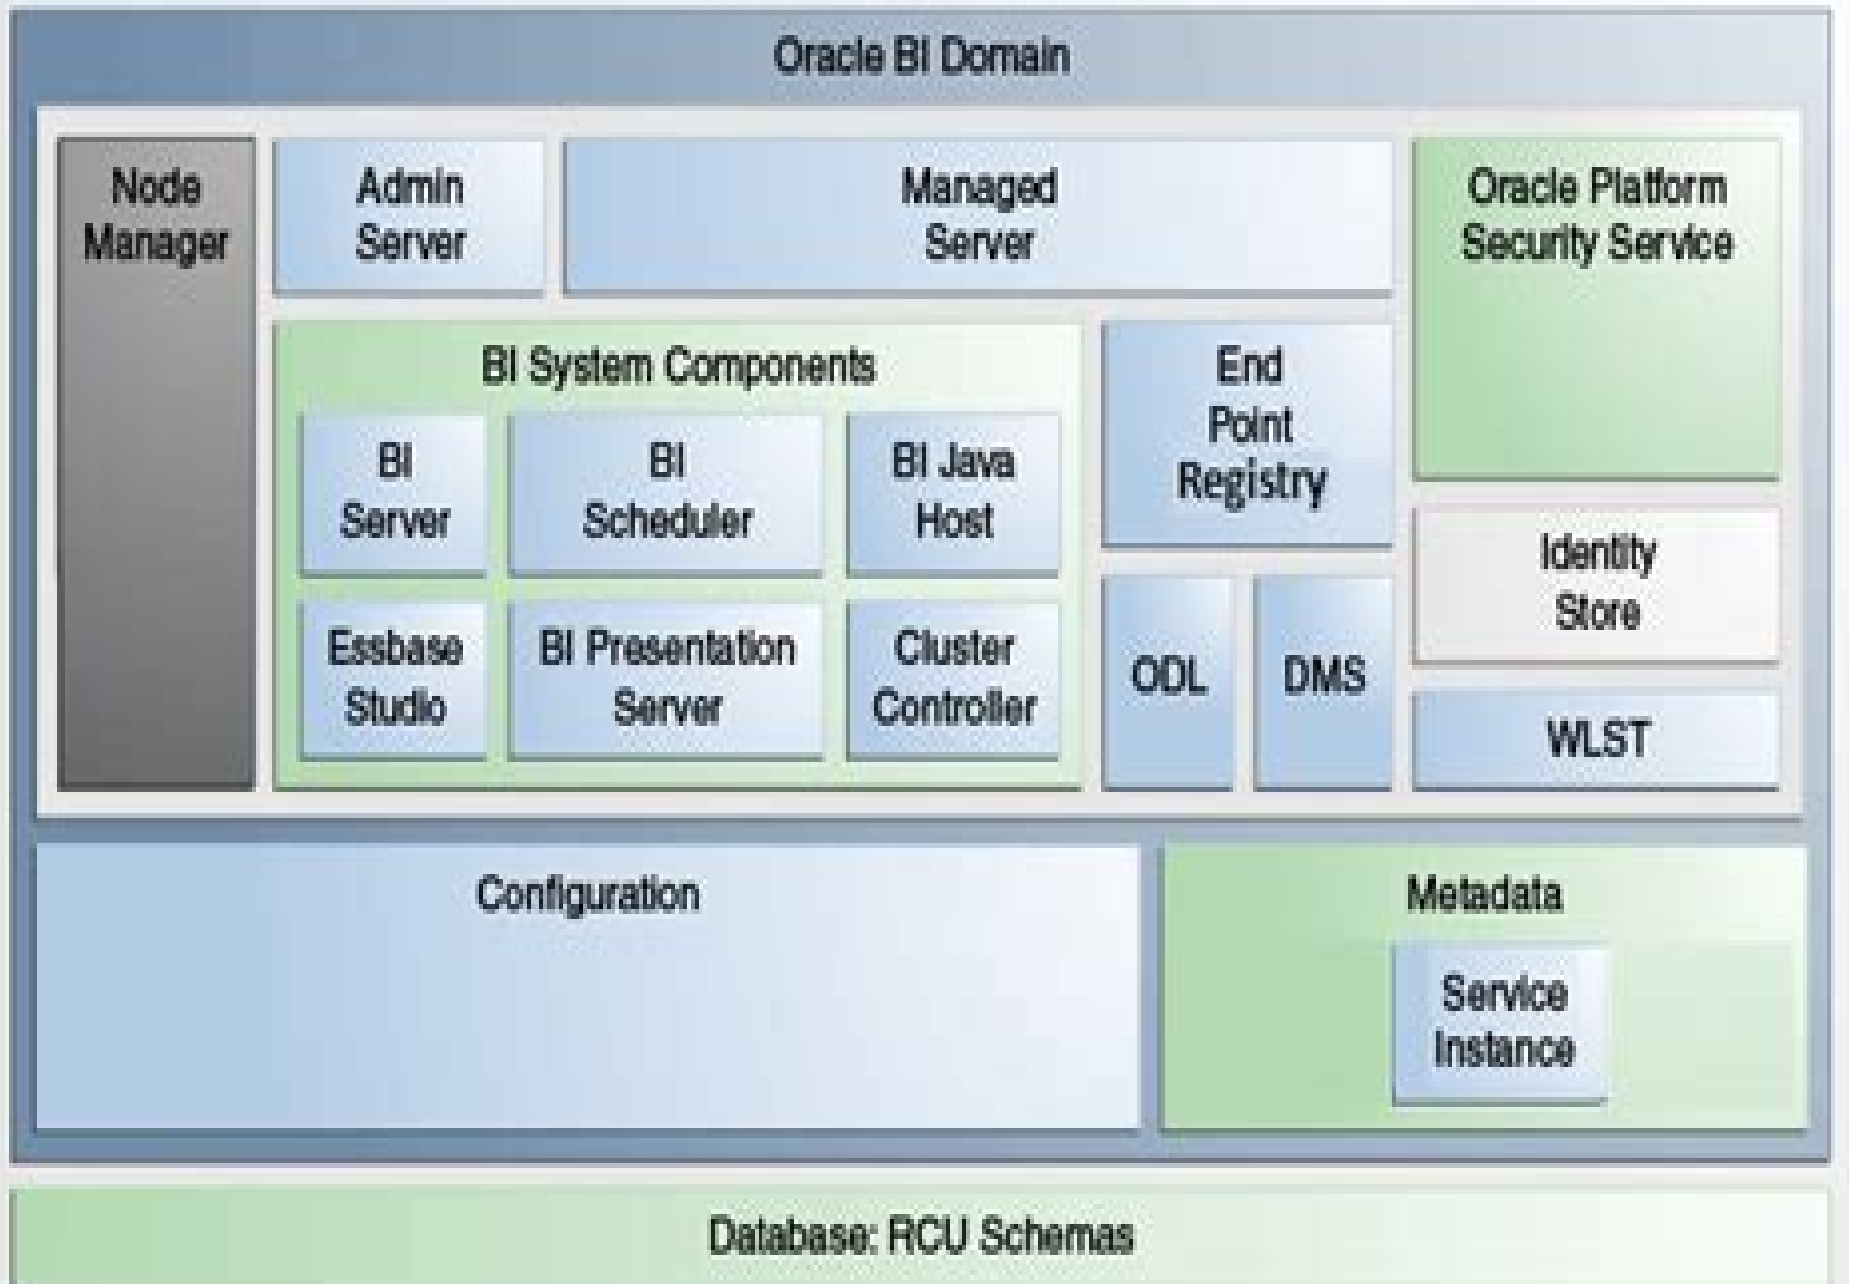 Oracle BI Domain
Node
Manager
Admin
Server
Managed
Server
Oracle Platform
Security Service
BI System Components
BI
Server
BI
Scheduler
BI Java
Host
Essbase
Studio
BI Presentation
Server
Cluster
Controller
End
Point
Registry
ODL
DMS
Identity
Store
WLST
Configuration
Metadata
Service
Instance
Database: RCU Schemas